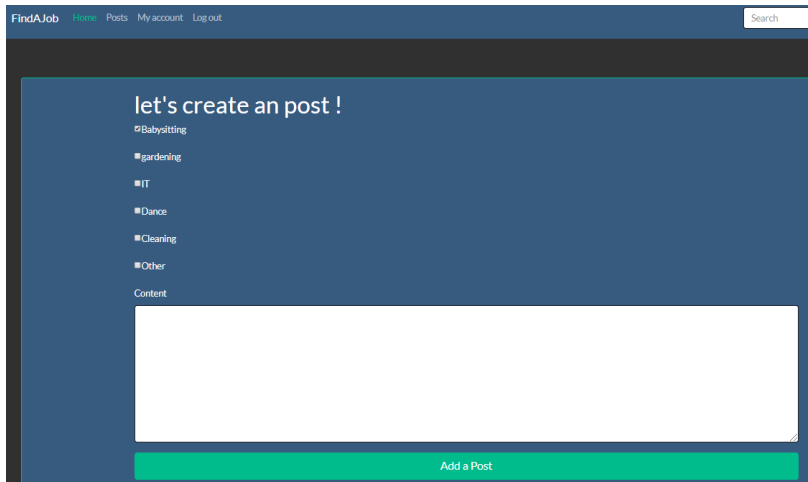 FindAJob Home Posts My account Log out Search
let's create an post !
Babysitting
gardening
IT
Dance
Cleaning
Other
Content
Add a Post